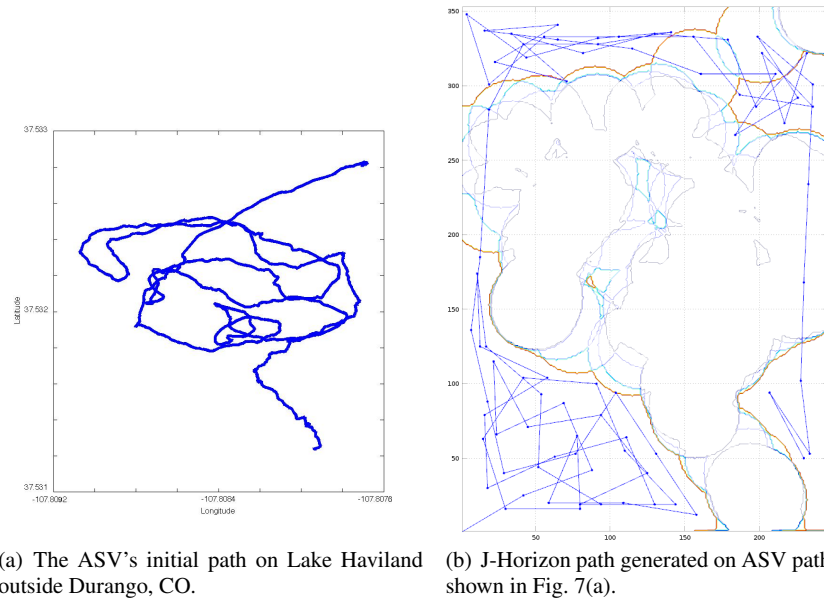 37.533
37.532
37.531
Latitude
-107.8092
-107.8084
-107.8078
Longitude
350
300
250
200
150
100
50
50
100
150
200
(a) The ASV's initial path on Lake Haviland
outside Durango, CO.
(b) J-Horizon path generated on ASV path
shown in Fig. 7(a).